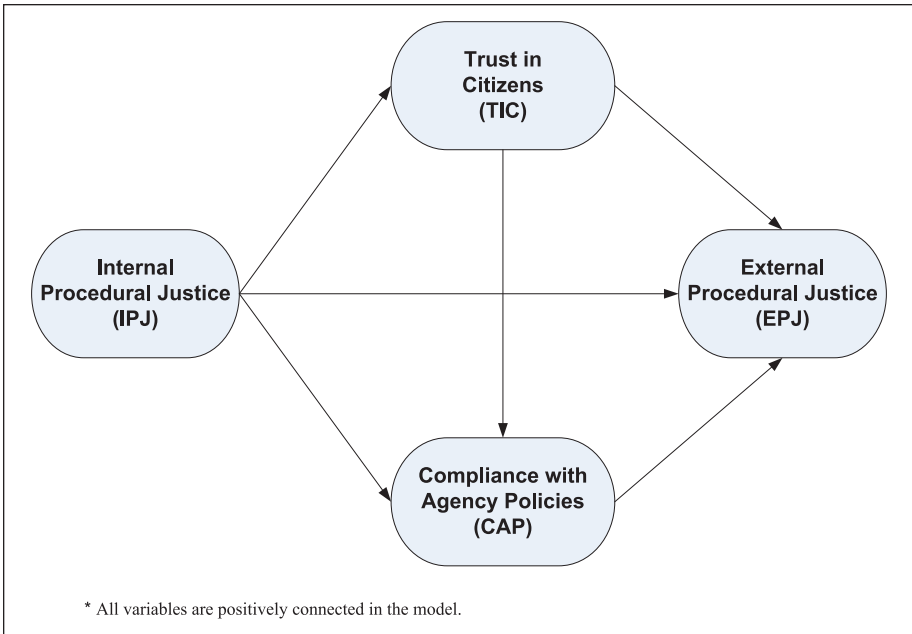 Trust in
Citizens
(TIC)
Internal
Procedural Justice
(IPJ)
External
Procedural Justice
(EPJ)
Compliance with
Agency Policies
(CAP)
* All variables are positively connected in the model.